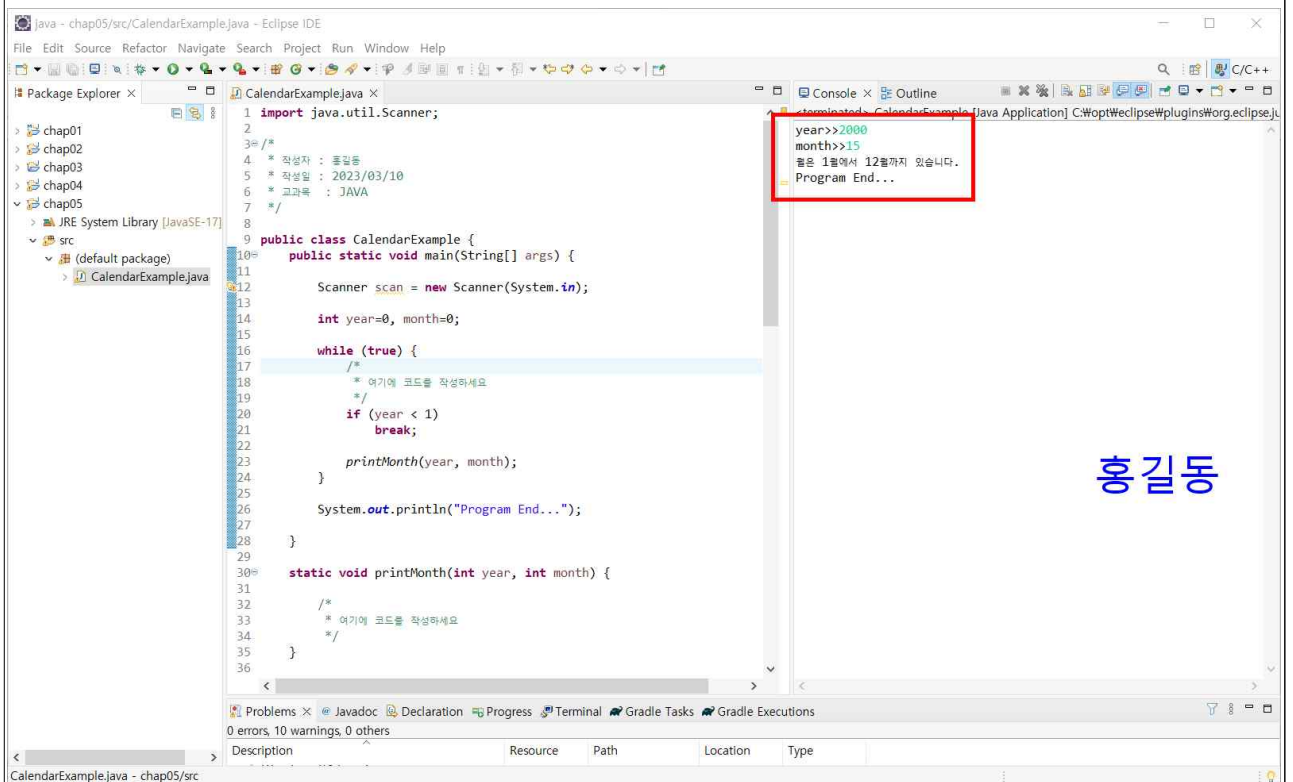 java - chap05/src/CalendarExample.java - Eclipse IDE
File Edit Source Refactor Navigate Search Project Run Window Help
C/C++
Package Explorer
chap01
chap02
chap03
chap04
chap05
JRE System Library [JavaSE-17]
src
(default package)
CalendarExample.java
CalendarExample.java
1 import java.util.Scanner;
2
3 /*
4 * 작성자 : 홍길동
5 * 작성일 : 2023/03/10
6 * 교과목 : JAVA
7 */
8
9 public class CalendarExample {
10 public static void main(String[] args) {
11
12 Scanner scan = new Scanner(System.in);
13
14 int year=0, month=0;
15
16 while (true) {
17 /*
18 * 여기에 코드를 작성하세요
19 */
20 if (year < 1)
21 break;
22
23 printMonth(year, month);
24 }
25
26 System.out.println("Program End...");
27
28 }
29
30 static void printMonth(int year, int month) {
31
32 /*
33 * 여기에 코드를 작성하세요
34 */
35 }
36
Console Outline
<terminated> CalendarExample [Java Application] C:₩opt₩eclipse₩plugins₩org.eclipse.ju
year>>2000
month>>15
월은 1월에서 12월까지 있습니다.
Program End...
홍길동
Problems Javadoc Declaration Progress Terminal Gradle Tasks Gradle Executions
0 errors, 10 warnings, 0 others
Description Resource Path Location Type
CalendarExample.java - chap05/src